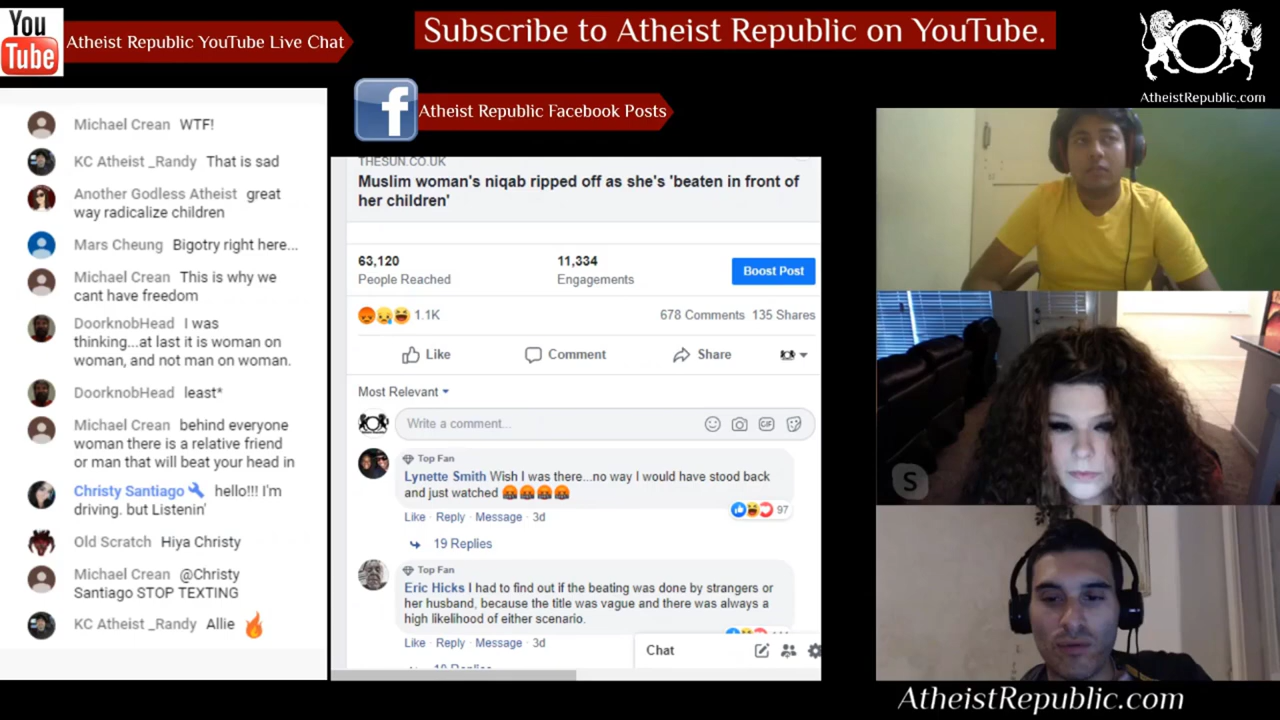 You
Tube
Atheist Republic YouTube Live Chat
Subscribe to Atheist Republic on YouTube.
AtheistRepublic.com
Atheist Republic Facebook Posts
Michael Crean WTF!
KC Atheist _Randy That is sad
Another Godless Atheist great
way radicalize children
Mars Cheung Bigotry right here...
Michael Crean This is why we
cant have freedom
DoorknobHead I was
thinking...at last it is woman on
woman, and not man on woman.
DoorknobHead least*
Michael Crean behind everyone
woman there is a relative friend
or man that will beat your head in
Christy Santiago hello!!! I'm
driving. but Listenin'
Old Scratch Hiya Christy
Michael Crean @Christy
Santiago STOP TEXTING
KC Atheist _Randy Allie
THESUN.CO.UK
Muslim woman's niqab ripped off as she's 'beaten in front of
her children'
63,120
People Reached
11,334
Engagements
Boost Post
1.1K
678 Comments 135 Shares
Like
Comment
Share
Most Relevant
Write a comment...
GIF
Top Fan
Lynette Smith Wish I was there...no way I would have stood back
and just watched
97
Like · Reply · Message · 3d
19 Replies
Top Fan
Eric Hicks I had to find out if the beating was done by strangers or
her husband, because the title was vague and there was always a
high likelihood of either scenario.
Like · Reply · Message · 3d
Chat
S
AtheistRepublic.com